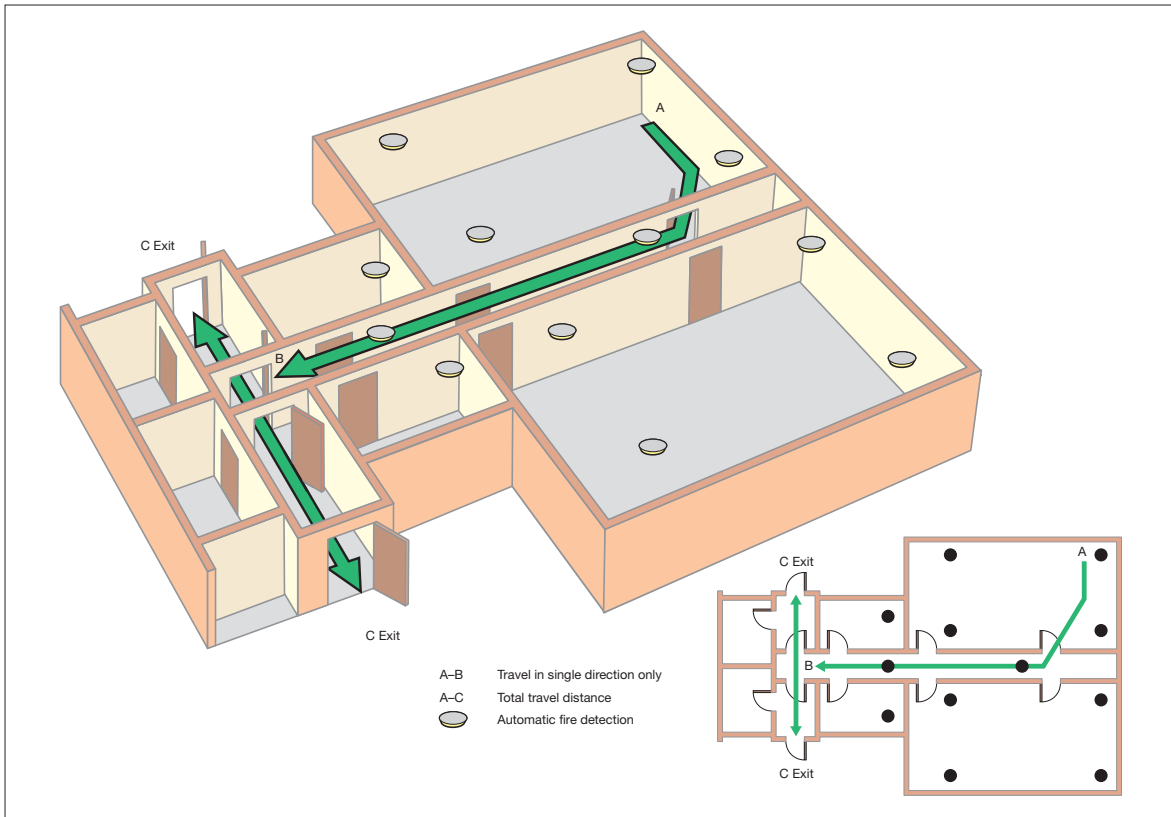 A
C Exit
B
C Exit
A–B Travel in single direction only
A–C Total travel distance
Automatic fire detection
C Exit
A
B
C Exit